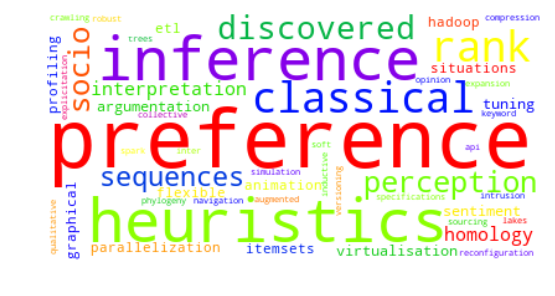 crawling robust
etl
trees
discovered
hadoop
compression
profiling
explicitation
socio
inference
rank
situations
interpretation
argumentation
collective
classical
opinion
expansion
tuning
keyword
preference
spark
inter
soft
api
sequences
simulation
inductive
versioning
perception
flexible
animation
phylogeny navigation
augmented
specifications
intrusion
qualitative
graphical
heuristics
sentiment
sourcing
lakes
homology
parallelization
itemsets
virtualisation
reconfiguration